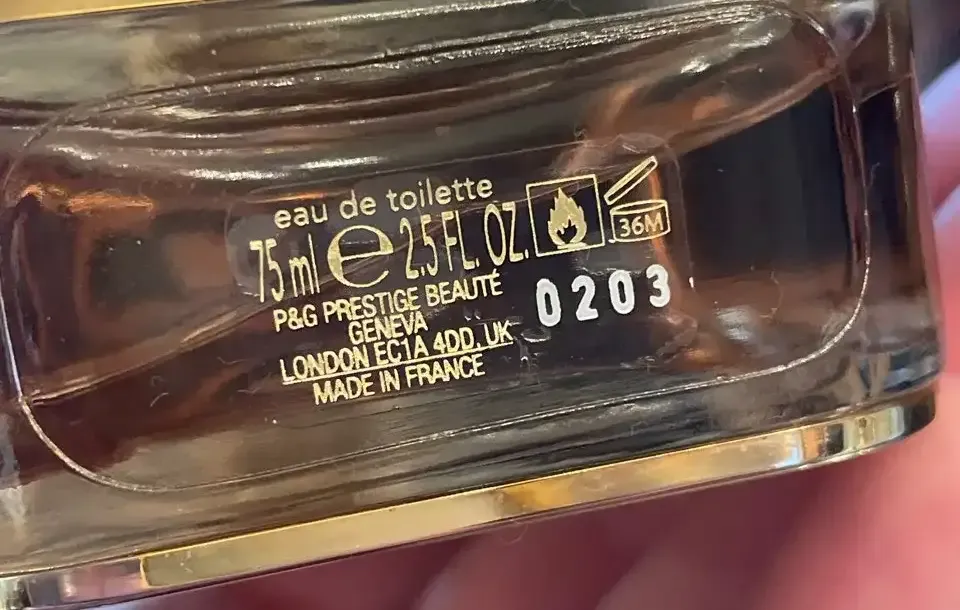 eau de toilette
75 ml e 2.5 FL. OZ.
36M
P&G PRESTIGE BEAUTÉ
GENEVA
LONDON EC1A 4DD..UK
MADE IN FRANCE
0203